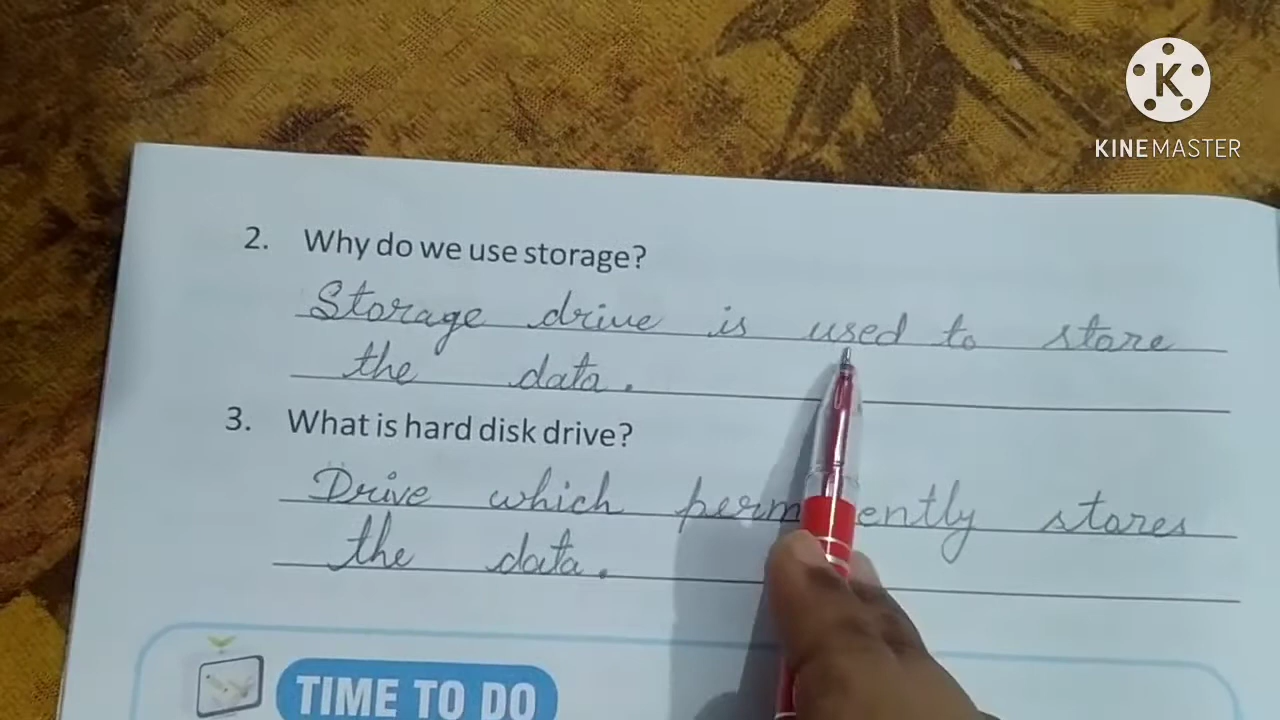 K
KINEMASTER
2. Why do we use storage?
Storage drive is used to store
the data.
3. What is hard disk drive?
Drive which stores
the data.
TIME TO DO